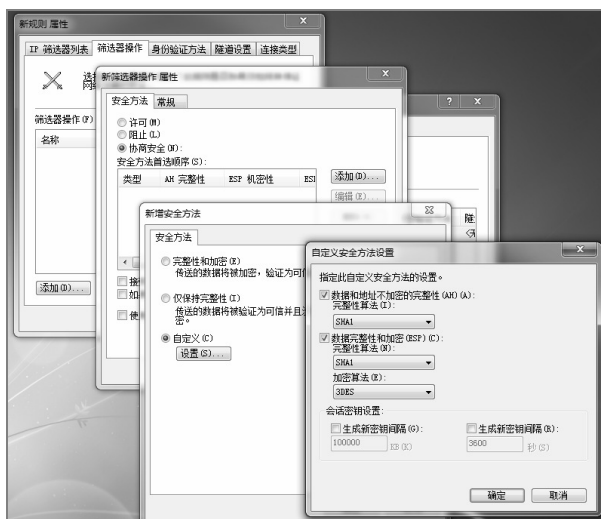 新规则 属性
IP 筛选器列表 筛选器操作 身份验证方法 隧道设置 连接类型
筛选器操作(F)
名称
添加(D)...
新筛选器操作 属性
安全方法 常规
许可(M)
阻止(L)
协商安全(N):
安全方法首选顺序(S):
类型 AH 完整性 ESP 机密性
添加(D)...
编辑(E)...
新增安全方法
安全方法
完整性和加密(E)
传送的数据将被加密，验证为可
仅保持完整性(I)
传送的数据将被验证为可信并且
密。
自定义(C)
设置(S)...
自定义安全方法设置
指定此自定义安全方法的设置。
数据和地址不加密的完整性(AH)(A):
完整性算法(I):
SHA1
数据完整性和加密(ESP)(C):
完整性算法(N):
SHA1
加密算法(E):
3DES
会话密钥设置:
生成新密钥间隔(G): 生成新密钥间隔(R):
100000 KB(K) 3600 秒(S)
确定 取消